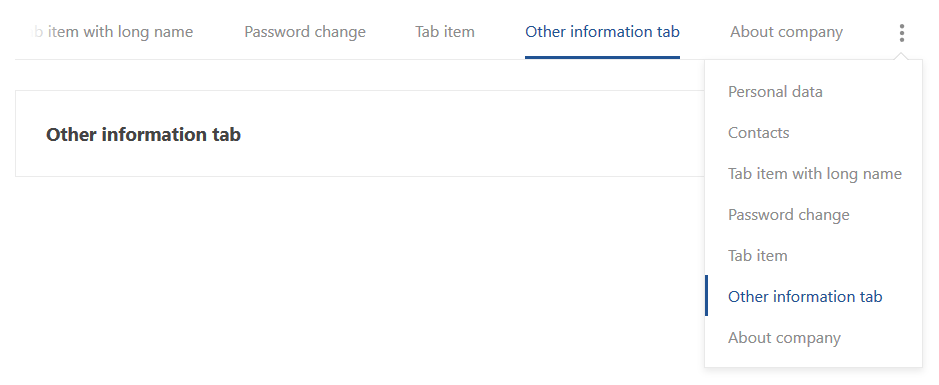 b item with long name Password change Tab item Other information tab About company
Other information tab
Personal data
Contacts
Tab item with long name
Password change
Tab item
Other information tab
About company